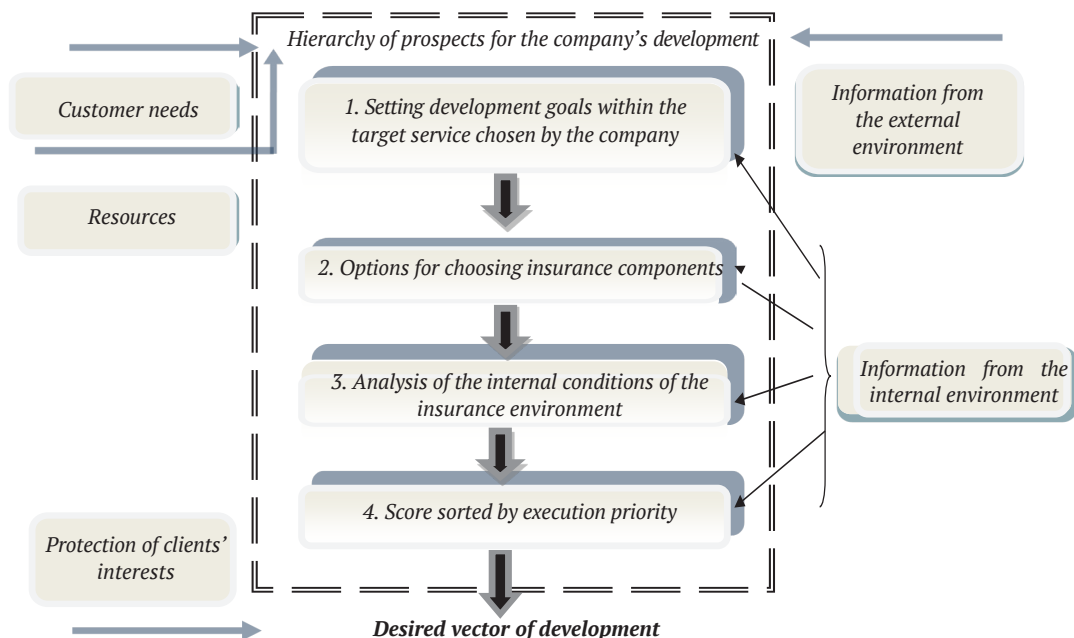 Hierarchy of prospects for the company’s development
Customer needs
Resources
Protection of clients’
interests
1. Setting development goals within the
target service chosen by the company
2. Options for choosing insurance components
3. Analysis of the internal conditions of the
insurance environment
4. Score sorted by execution priority
Desired vector of development
Information from
the external
environment
Information from the
internal environment